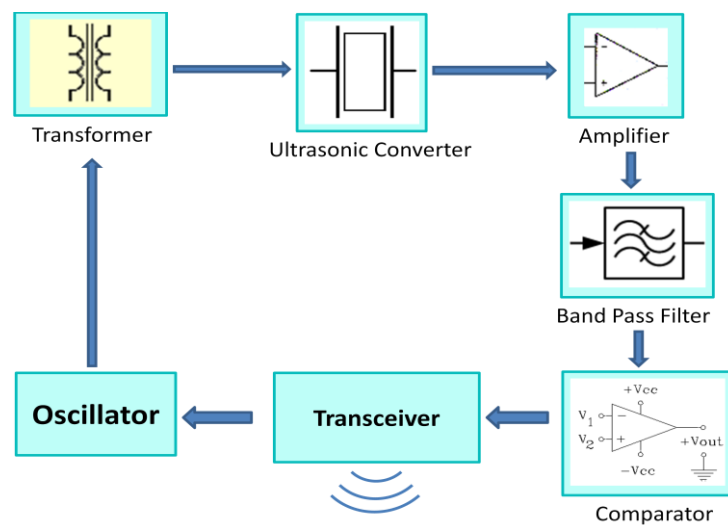 Transformer
Ultrasonic Converter
Amplifier
Band Pass Filter
Oscillator
Transceiver
+Vcc
V1
V2
+Vout
−Vcc
Comparator